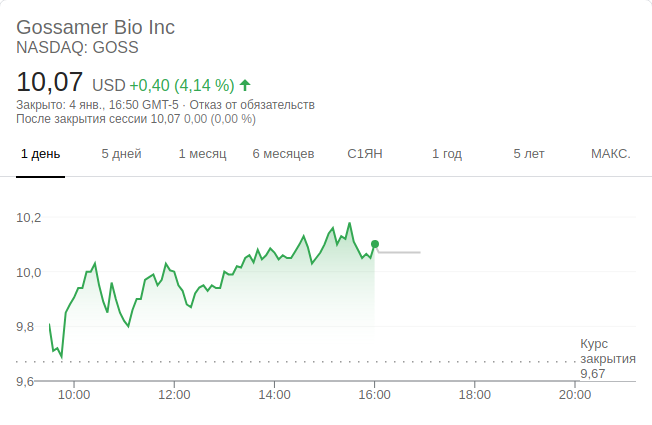 Gossamer Bio Inc
NASDAQ: GOSS
10,07 USD +0,40 (4,14 %)
Закрыто: 4 янв., 16:50 GMT-5 · Отказ от обязательств
После закрытия сессии 10,07 0,00 (0,00 %)
1 день 5 дней 1 месяц 6 месяцев С1ЯН 1 год 5 лет МАКС.
10,2
10,0
9,8
Курс
закрытия
9,67
9,6
10:00 12:00 14:00 16:00 18:00 20:00